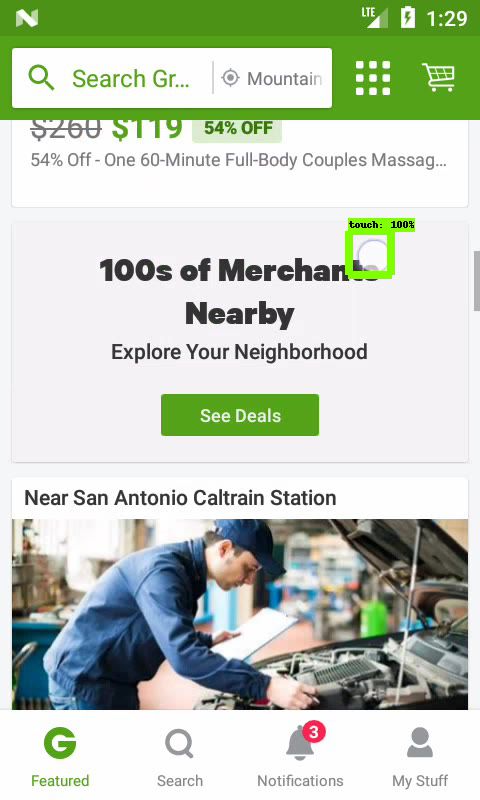 LTE 1:29
Search Gr... Mountain
$260 $119 54% OFF
54% Off - One 60-Minute Full-Body Couples Massag...
touch: 100%
100s of Merchants
Nearby
Explore Your Neighborhood
See Deals
Near San Antonio Caltrain Station
3
Featured Search Notifications My Stuff